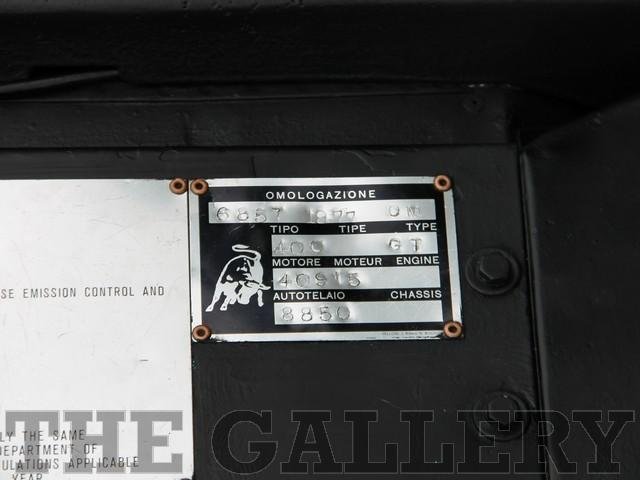 OMOLOGAZIONE
6857 1977 OM
TIPO TIPE TYPE
400 GT
MOTORE MOTEUR ENGINE
40915
AUTOTELAIO CHASSIS
8850
SE EMISSION CONTROL AND
LY THE SAME
DEPARTMENT OF
ULATIONS APPLICABLE
YEAR
THE GALLERY